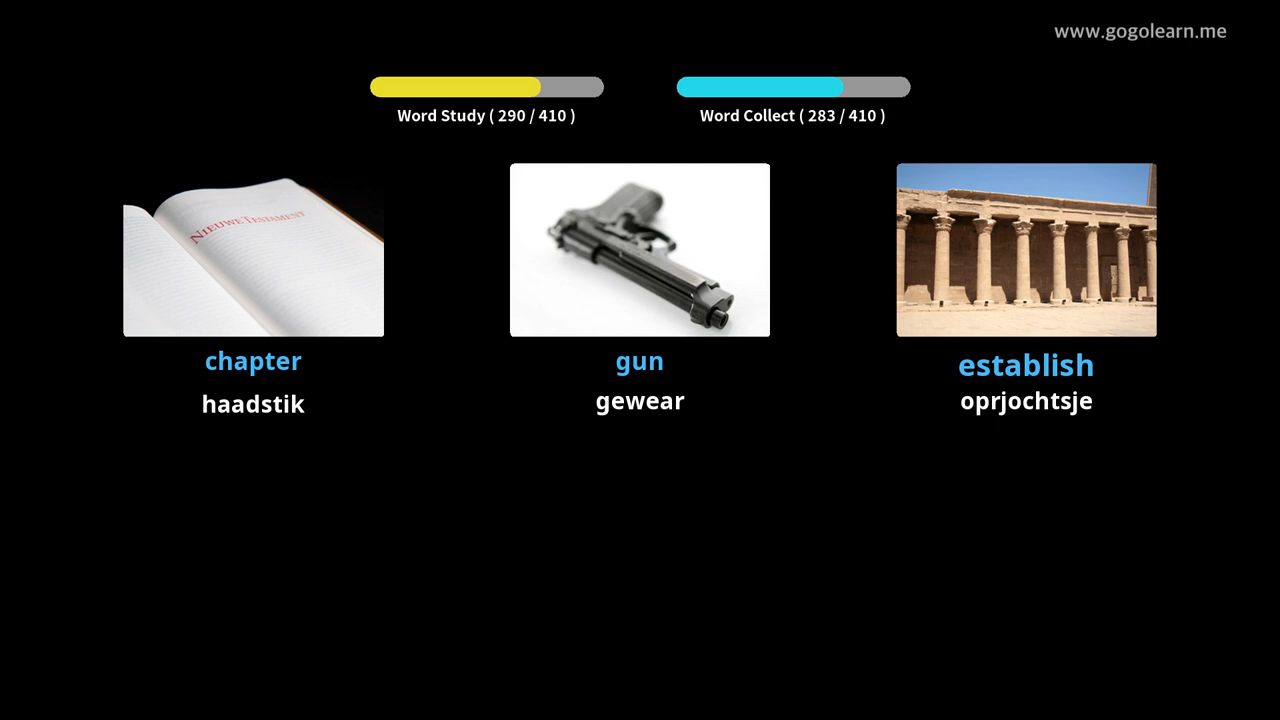 www.gogolearn.me
Word Study ( 290 / 410 )
Word Collect ( 283 / 410 )
NIEUWE TESTAMENT
chapter
gun
establish
haadstik
gewear
oprjochtsje